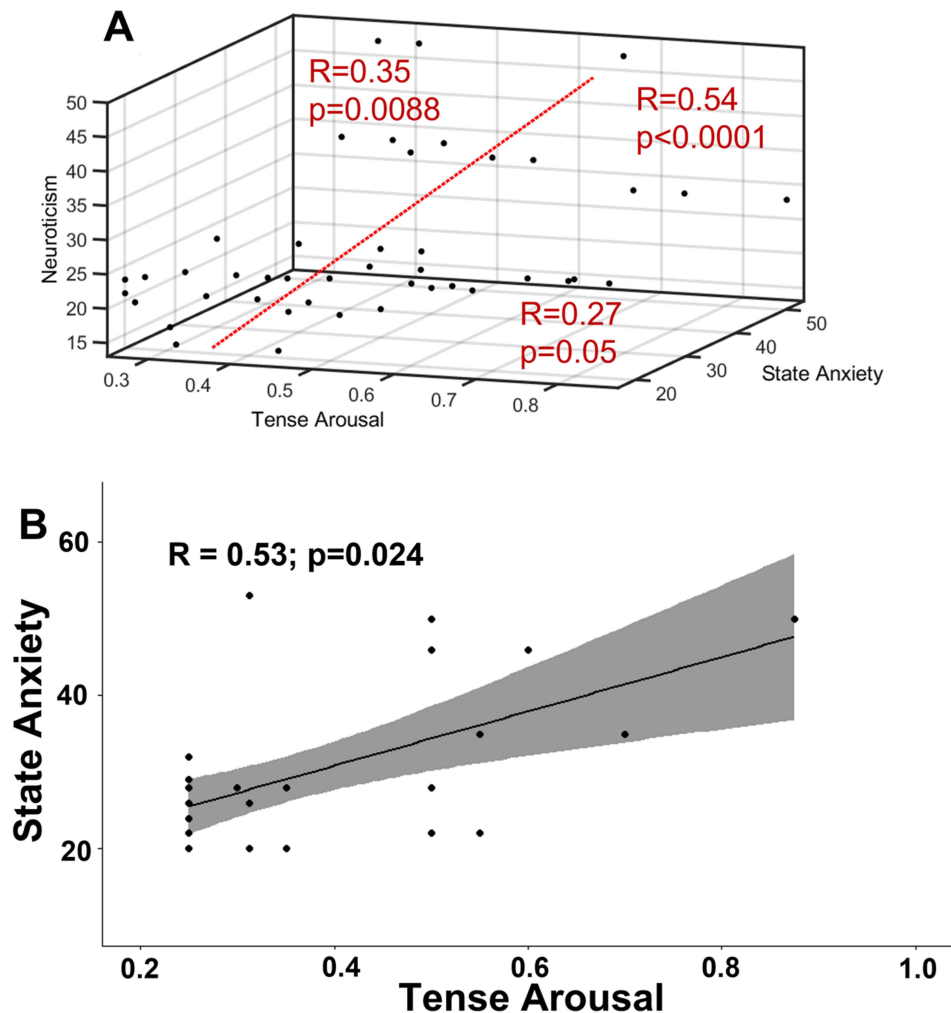 A
R=0.35
p=0.0088
R=0.54
p<0.0001
R=0.27
p=0.05
50
45
40
35
30
25
20
15
Neuroticism
0.3
0.4
0.5
0.6
0.7
0.8
Tense Arousal
20
30
40
50
State Anxiety
B
R = 0.53; p=0.024
60
40
20
State Anxiety
0.2
0.4
0.6
0.8
1.0
Tense Arousal